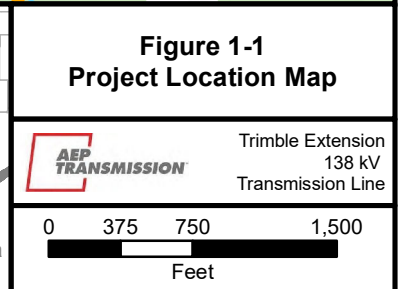 Figure 1-1
Project Location Map
AEP
TRANSMISSION
Trimble Extension
138 kV
Transmission Line
0 375 750 1,500
Feet